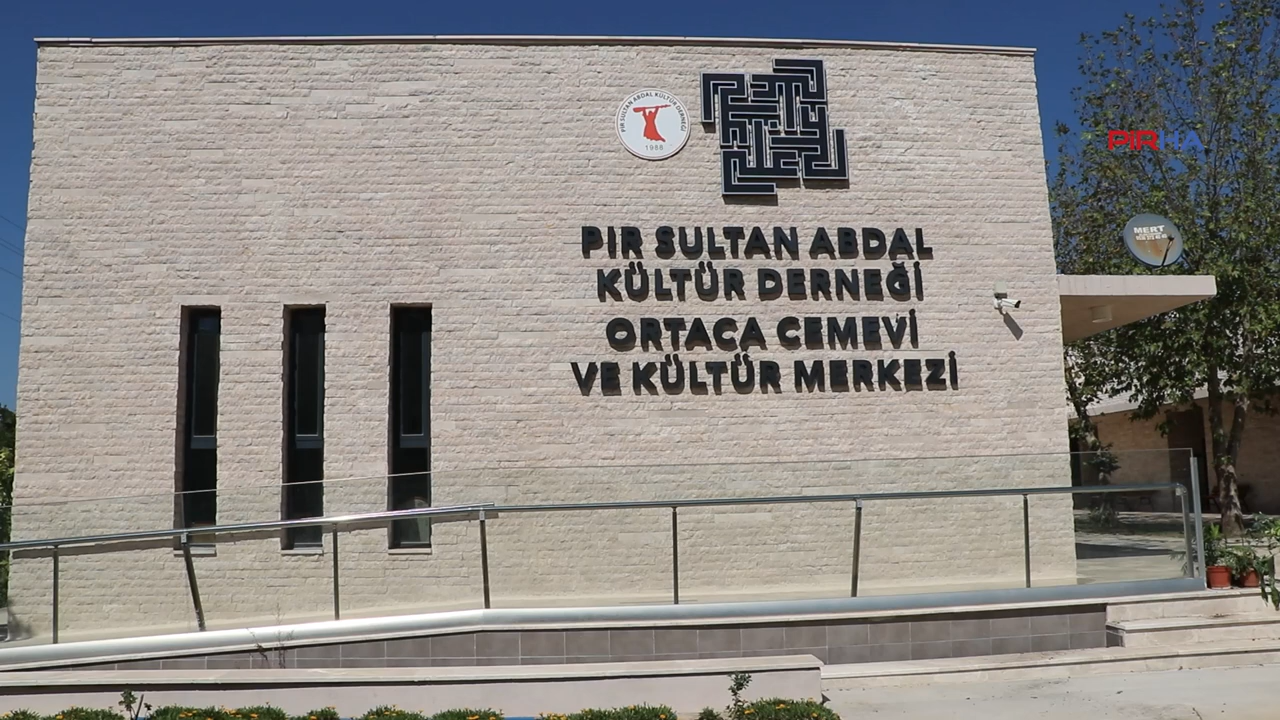 PİR SULTAN ABDAL KÜLTÜR DERNEĞİ
1988
PIRHA
MERT
PIR SULTAN ABDAL
KÜLTÜR DERNEĞİ
ORTACA CEMEVİ
VE KÜLTÜR MERKEZİ